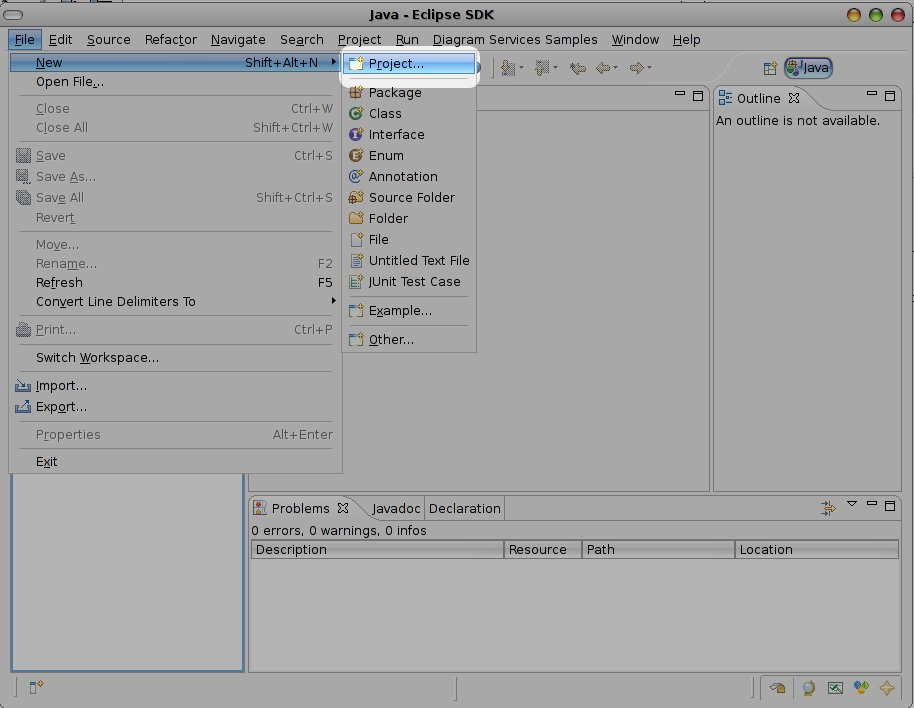 Java - Eclipse SDK
File Edit Source Refactor Navigate Search Project Run Diagram Services Samples Window Help
New Shift+Alt+N
Open File...
Close Ctrl+W
Close All Shift+Ctrl+W
Save Ctrl+S
Save As...
Save All Shift+Ctrl+S
Revert
Move...
Rename... F2
Refresh F5
Convert Line Delimiters To
Print... Ctrl+P
Switch Workspace...
Import...
Export...
Properties Alt+Enter
Exit
Project...
Package
Class
Interface
Enum
Annotation
Source Folder
Folder
File
Untitled Text File
JUnit Test Case
Example...
Other...
Java
Outline
An outline is not available.
Problems Javadoc Declaration
0 errors, 0 warnings, 0 infos
Description Resource Path Location